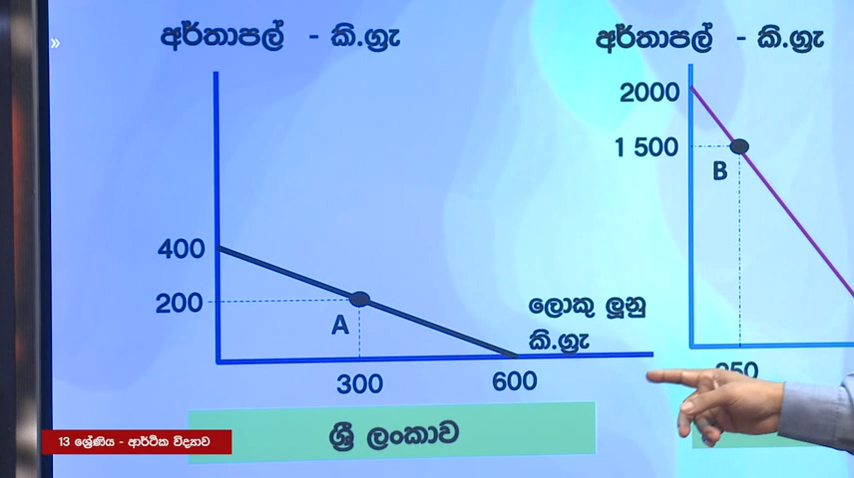 »
අර්තාපල් - කි.ග්‍රෑ
400
200
A
300
600
ලොකු ලූනු
කි.ග්‍රෑ
ශ්‍රී ලංකාව
අර්තාපල් - කි.ග්‍රෑ
2000
1 500
B
13 ශ්‍රේණිය - ආර්ථික විද්‍යාව